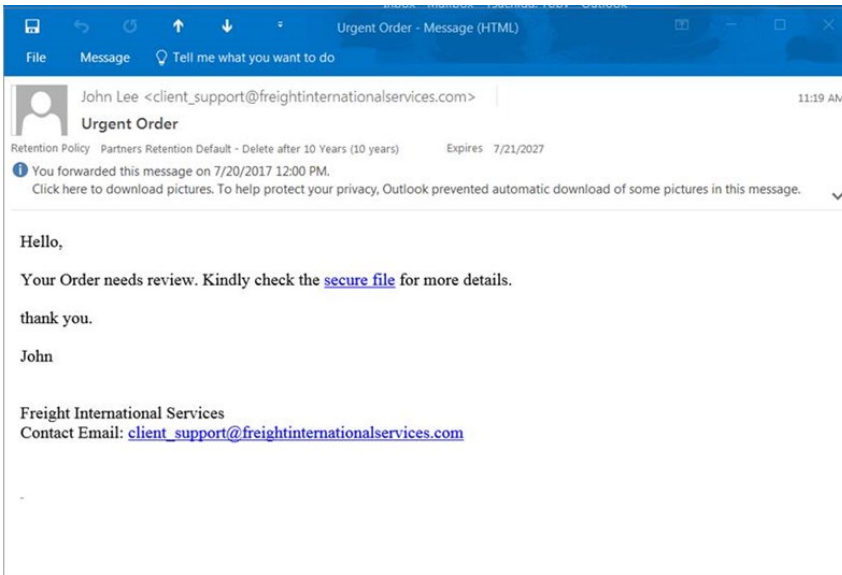 Urgent Order - Message (HTML)
File Message Tell me what you want to do
John Lee <client_support@freightinternationalservices.com>
11:19 AM
Urgent Order
Retention Policy Partners Retention Default - Delete after 10 Years (10 years) Expires 7/21/2027
You forwarded this message on 7/20/2017 12:00 PM.
Click here to download pictures. To help protect your privacy, Outlook prevented automatic download of some pictures in this message.
Hello,
Your Order needs review. Kindly check the secure file for more details.
thank you.
John
Freight International Services
Contact Email: client_support@freightinternationalservices.com